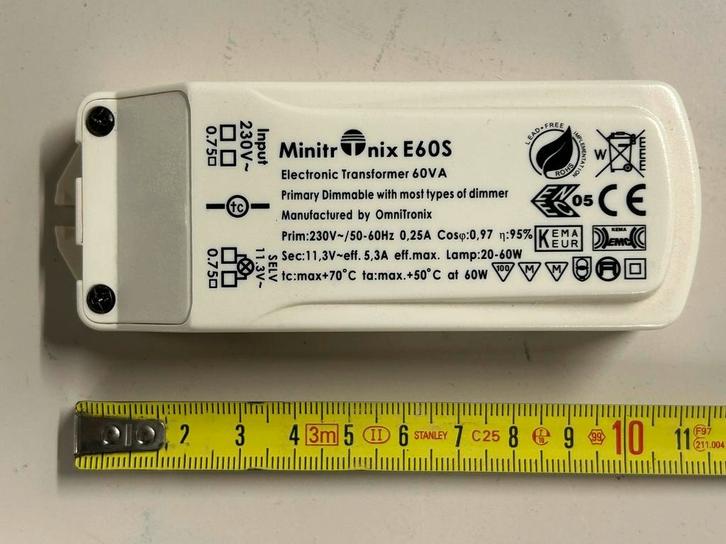 Input
230V~
0.75□
tc
SELV
11.3V~
0.75□
Minitronix E60S
Electronic Transformer 60VA
Primary Dimmable with most types of dimmer
Manufactured by OmniTronix
Prim:230V~/50-60Hz 0,25A Cosφ:0,97 η:95%
Sec:11,3V~eff. 5,3A eff.max. Lamp:20-60W
tc:max+70°C ta:max.+50°C at 60W
LEAD-FREE
IMPLEMENTATION
ROHS
W
ENEC 05 CE
KEMA
EUR
KEMA
EMC
100 M M
2 3 4 3m 5 II 6 STANLEY 7 C25 8 9 99 10 11 F97
211.004